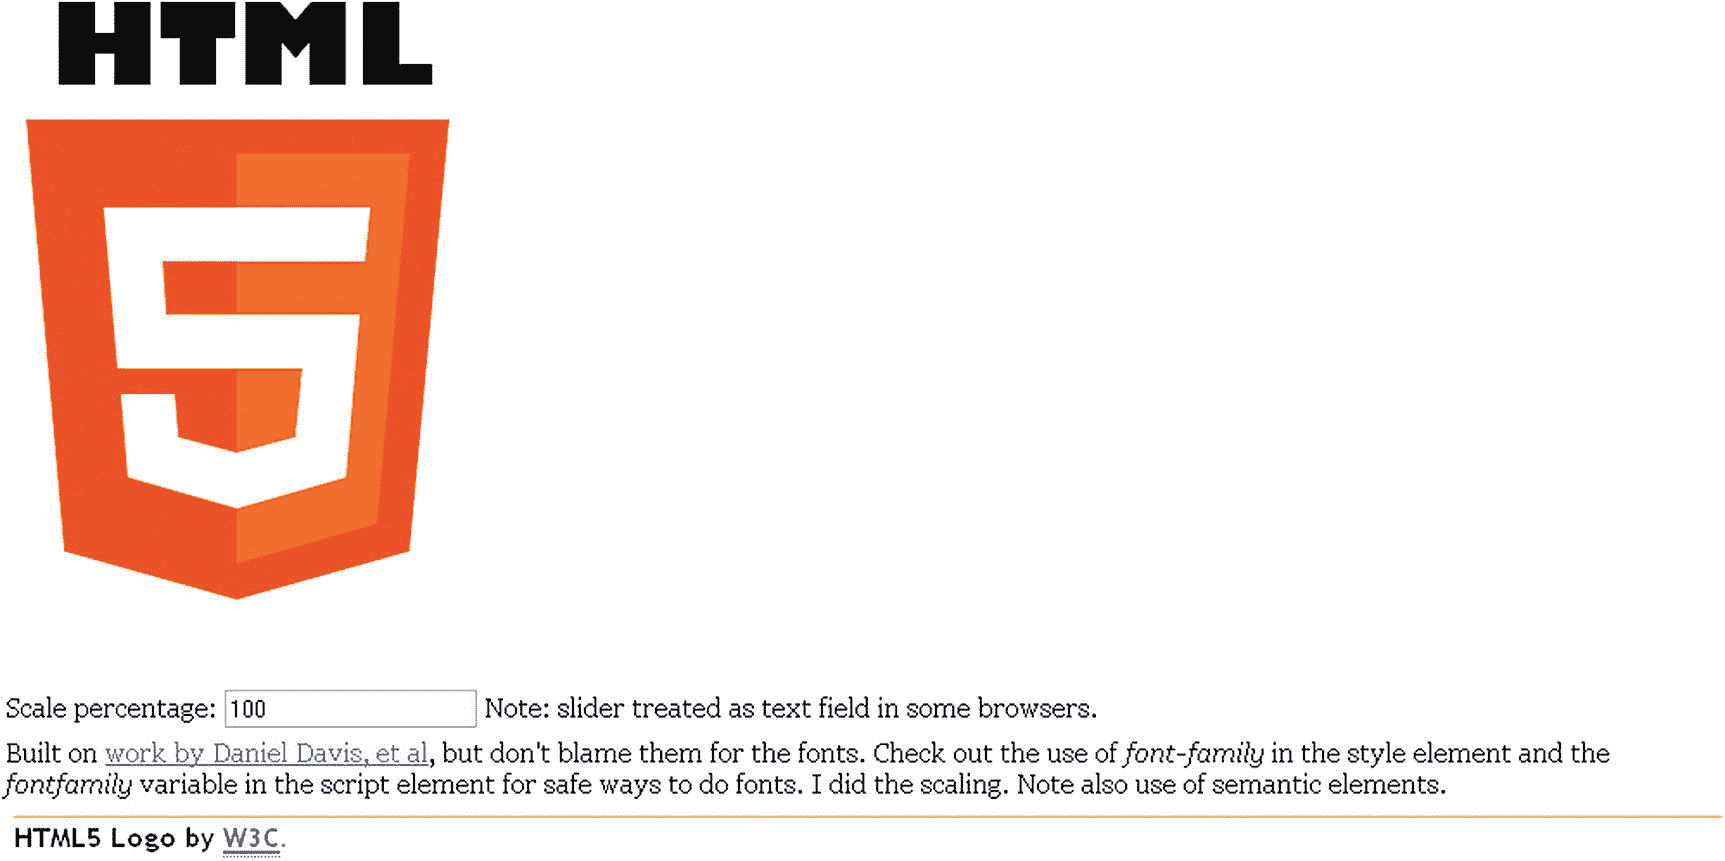 HTML
5
Scale percentage: 100 Note: slider treated as text field in some browsers.
Built on work by Daniel Davis, et al, but don't blame them for the fonts. Check out the use of font-family in the style element and the
fontfamily variable in the script element for safe ways to do fonts. I did the scaling. Note also use of semantic elements.
HTML5 Logo by W3C.